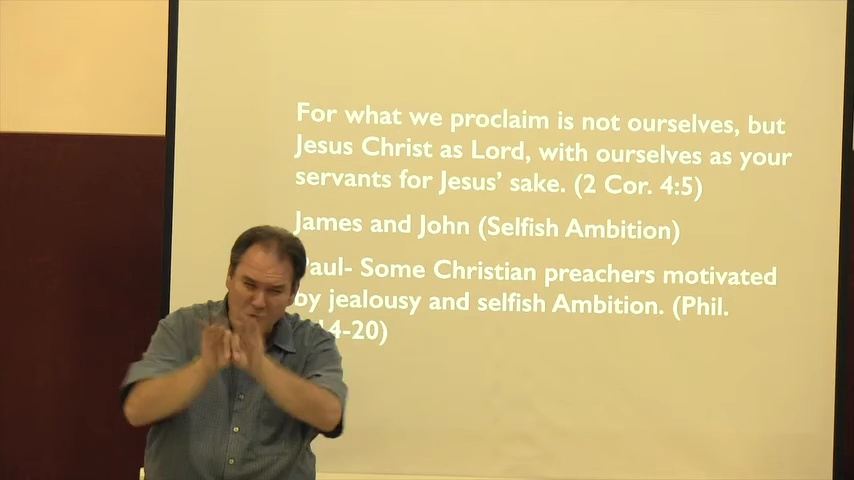 For what we proclaim is not ourselves, but
Jesus Christ as Lord, with ourselves as your
servants for Jesus’ sake. (2 Cor. 4:5)
James and John (Selfish Ambition)
Paul- Some Christian preachers motivated
by jealousy and selfish Ambition. (Phil.
14-20)